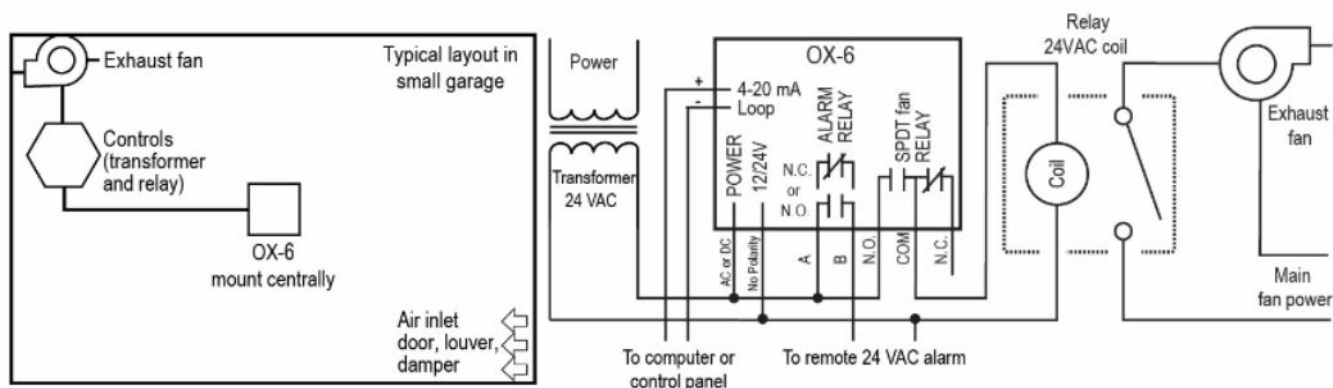 Exhaust fan
Typical layout in
small garage
Controls
(transformer
and relay)
OX-6
mount centrally
Air inlet
door, louver,
damper
Power
Transformer
24 VAC
OX-6
+
-
4-20 mA
Loop
POWER
12/24V
ALARM
RELAY
N.C.
or
N.O.
SPDT fan
RELAY
AC or DC
No Polarity
A
B
N.O.
COM
N.C.
To computer or
control panel
To remote 24 VAC alarm
Relay
24VAC coil
Coil
Exhaust
fan
Main
fan power